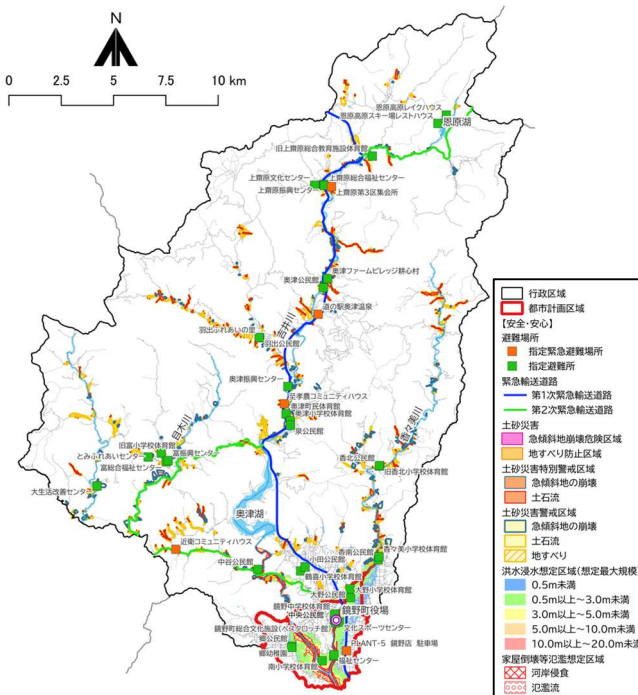 N
0 2.5 5 7.5 10 km
恩原高原レイクハウス
恩原高原スキー場レストハウス
恩原湖
旧上齋原総合教育施設体育館
上齋原文化センター
上齋原総合福祉センター
上齋原振興センター
上齋原第3区集会所
奥津ファームビレッジ耕心村
奥津公民館
道の駅奥津温泉
吉井川
羽出ふれあいの里
羽出公民館
奥津振興センター
至孝農コミュニティハウス
奥津町民体育館
奥津小学校体育館
泉公民館
目木川
香々美川
旧富小学校体育館
とみふれあいセンター
富振興センター
富総合福祉センター
大生活改善センター
香北公民館
旧香北小学校体育館
奥津湖
近衛コミュニティハウス
中谷公民館
小田公民館
香南公民館
香々美小学校体育館
鶴喜小学校体育館
大野公民館
大野小学校体育館
鏡野中学校体育館
中央公民館
鏡野町役場
鏡野町総合文化施設(ペスタロッチ館)
文化スポーツセンター
郷公民館
郷幼稚園
PLANT-5 鏡野店 駐車場
南小学校体育館
福祉センター
行政区域
都市計画区域
【安全・安心】
避難場所
指定緊急避難場所
指定避難所
緊急輸送道路
第1次緊急輸送道路
第2次緊急輸送道路
土砂災害
急傾斜地崩壊危険区域
地すべり防止区域
土砂災害特別警戒区域
急傾斜地の崩壊
土石流
土砂災害警戒区域
急傾斜地の崩壊
土石流
地すべり
洪水浸水想定区域(想定最大規模)
0.5m未満
0.5m以上~3.0m未満
3.0m以上~5.0m未満
5.0m以上~10.0m未満
10.0m以上~20.0m未満
家屋倒壊等氾濫想定区域
河岸侵食
氾濫流